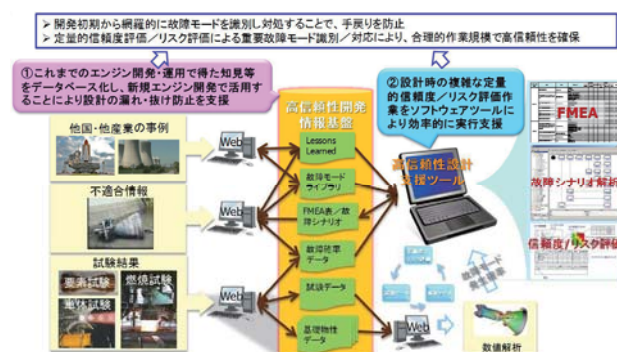 ➢ 開発初期から網羅的に故障モードを識別し対処することで、手戻りを防止
➢ 定量的信頼度評価/リスク評価による重要故障モード識別/対応により、合理的作業規模で高信頼性を確保
①これまでのエンジン開発・運用で得た知見等
をデータベース化し、新規エンジン開発で活用す
ることにより設計の漏れ・抜け防止を支援
②設計時の複雑な定量
的信頼度/リスク評価作
業をソフトウェアツールに
より効率的に実行支援
高信頼性開発
情報基盤
他国・他産業の事例
Web
Lessons
Learned
故障モード
ライブラリ
不適合情報
Web
FMEA表/故
障シナリオ
故障確率
データ
試験結果
要素試験
燃焼試験
単体試験
Web
試験データ
基礎物性
データ
高信頼性設計
支援ツール
FMEA
故障シナリオ解析
信頼度/リスク評価
故障モード
発生確率
Web
数値解析